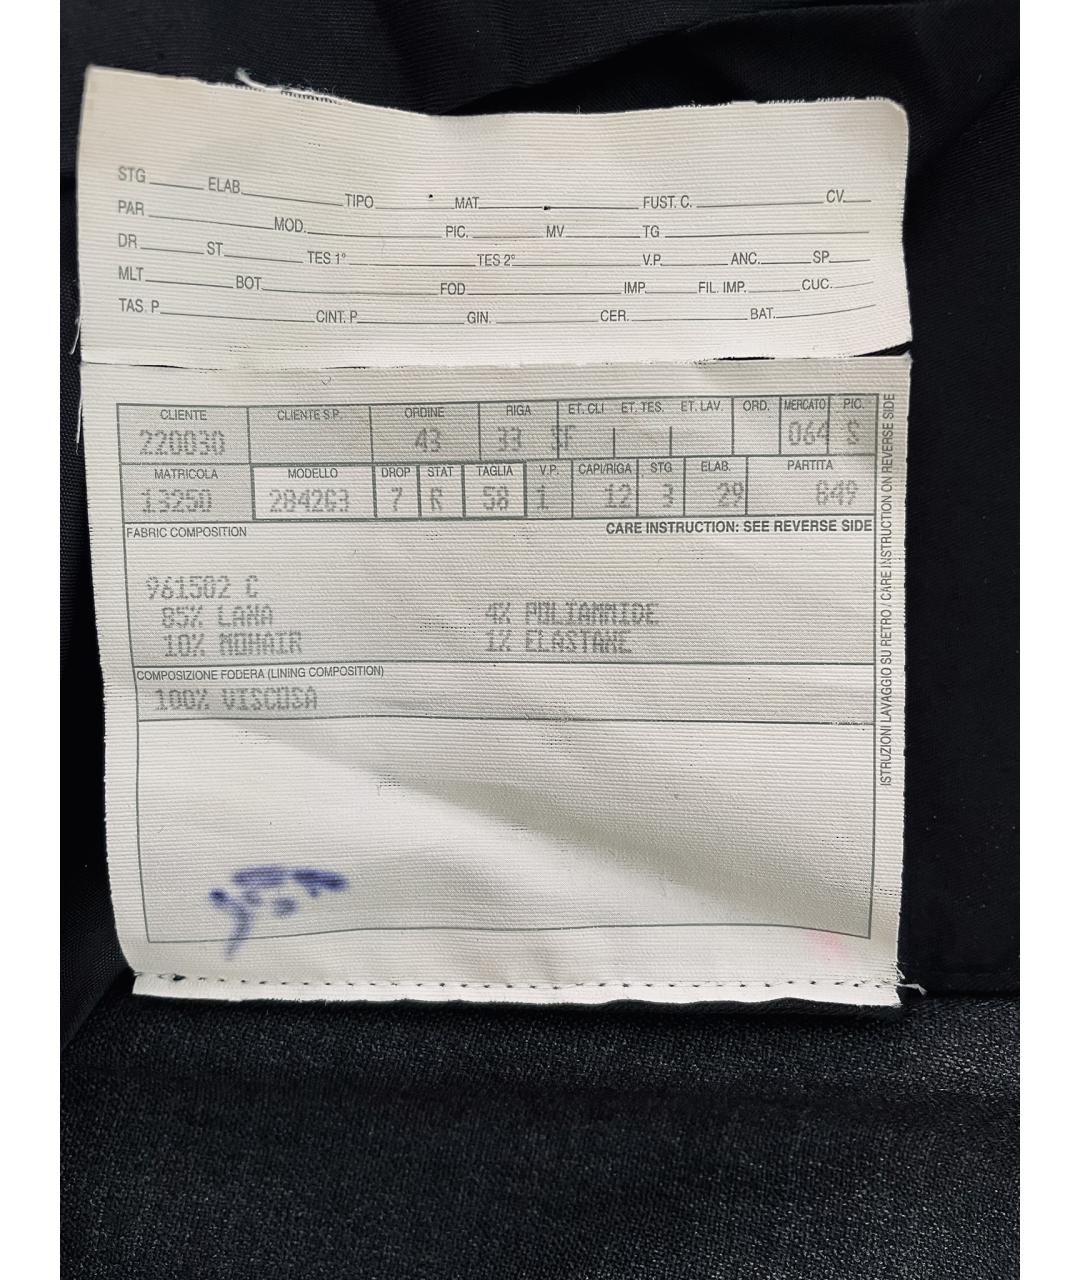 STG ELAB. TIPO MAT. FUST. C. CV.
PAR MOD. PIC. MV TG
DR ST. TES 1° TES 2° V.P. ANC. SP.
MLT BOT. FOD IMP. FIL. IMP. CUC.
TAS. P. CINT. P. GIN. CER. BAT.
CLIENTE CLIENTE S.P. ORDINE RIGA ET. CLI ET. TES. ET. LAV. ORD. MERCATO PIC.
220030 43 33 SF 064 S
MATRICOLA MODELLO DROP STAT TAGLIA V.P. CAPI/RIGA STG ELAB. PARTITA
13250 284263 7 R 58 1 12 3 29 649
FABRIC COMPOSITION CARE INSTRUCTION: SEE REVERSE SIDE
961502 C
85% LANA 4% POLIAMMIDE
10% MOHAIR 1% ELASTANE
COMPOSIZIONE FODERA (LINING COMPOSITION)
100% VISCOSA
ISTRUZIONI LAVAGGIO SU RETRO / CARE INSTRUCTION ON REVERSE SIDE